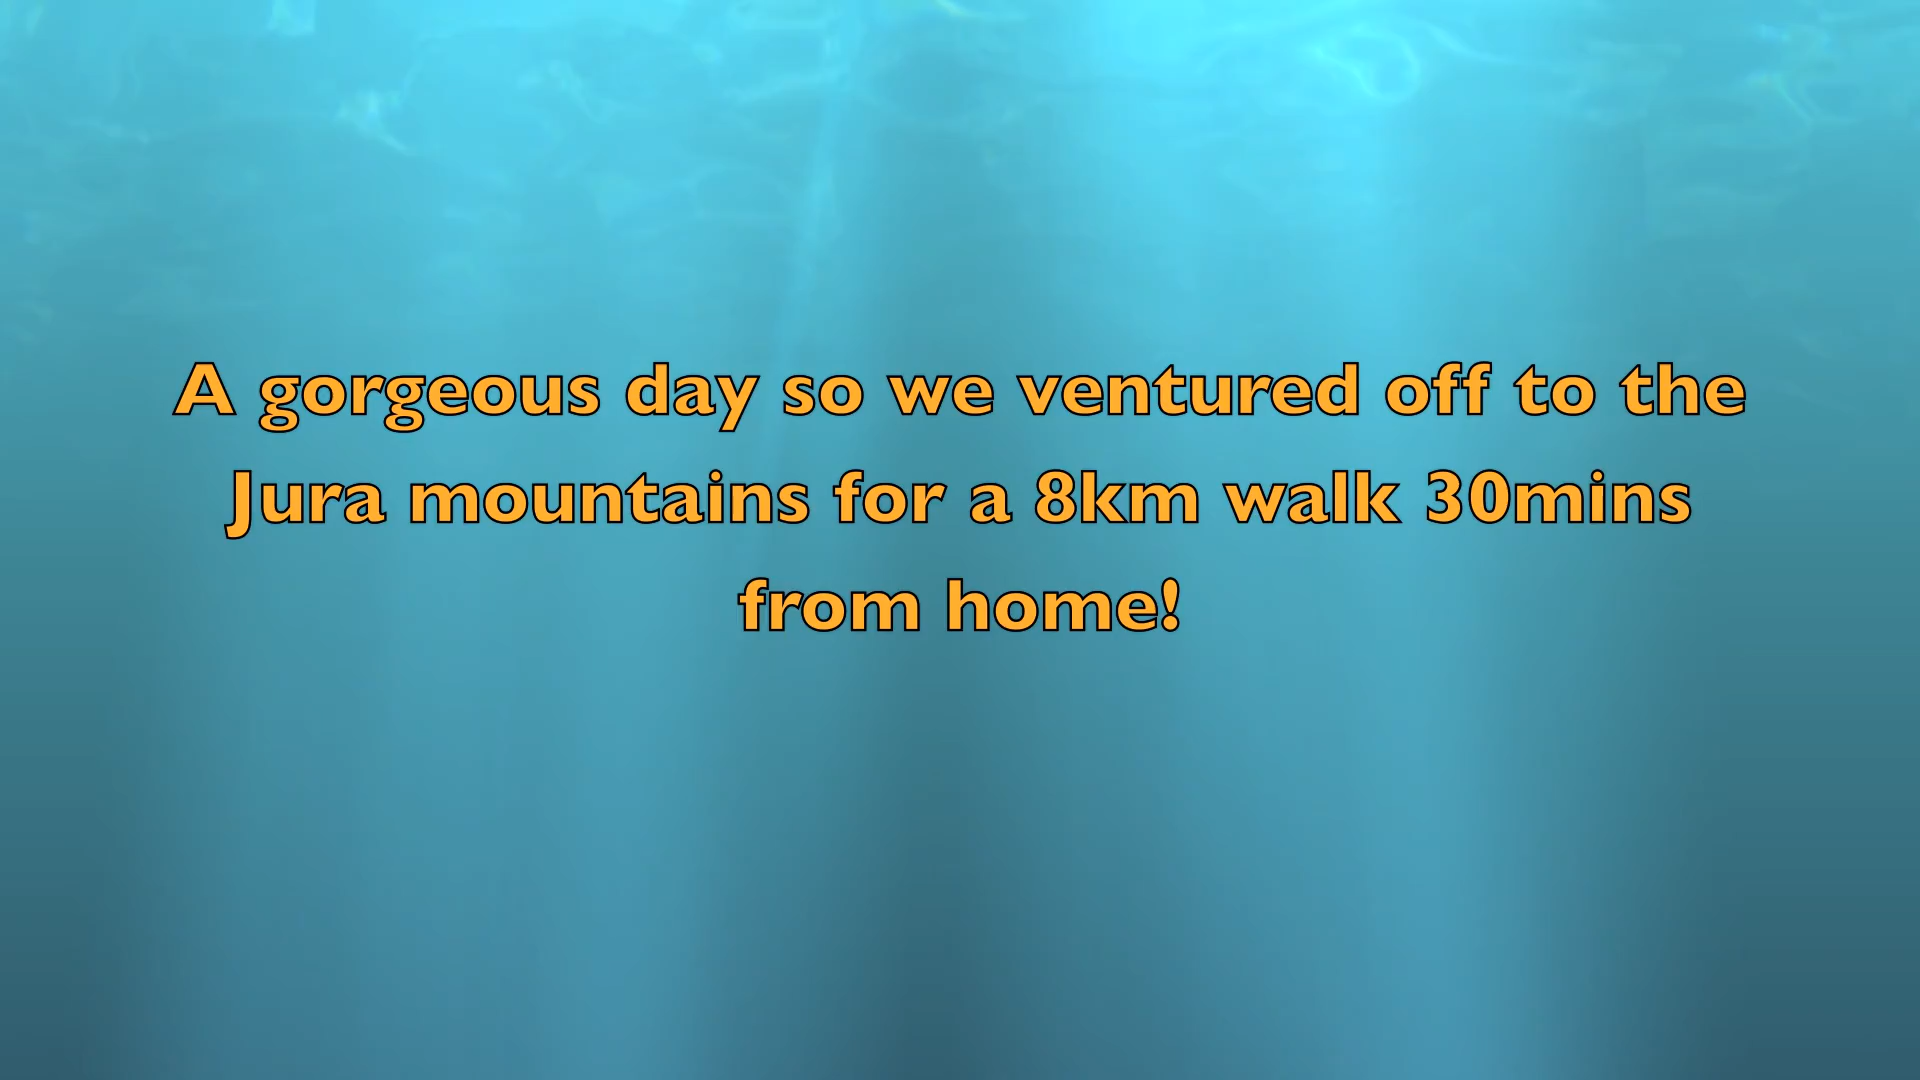 A gorgeous day so we ventured off to the
Jura mountains for a 8km walk 30mins
from home!